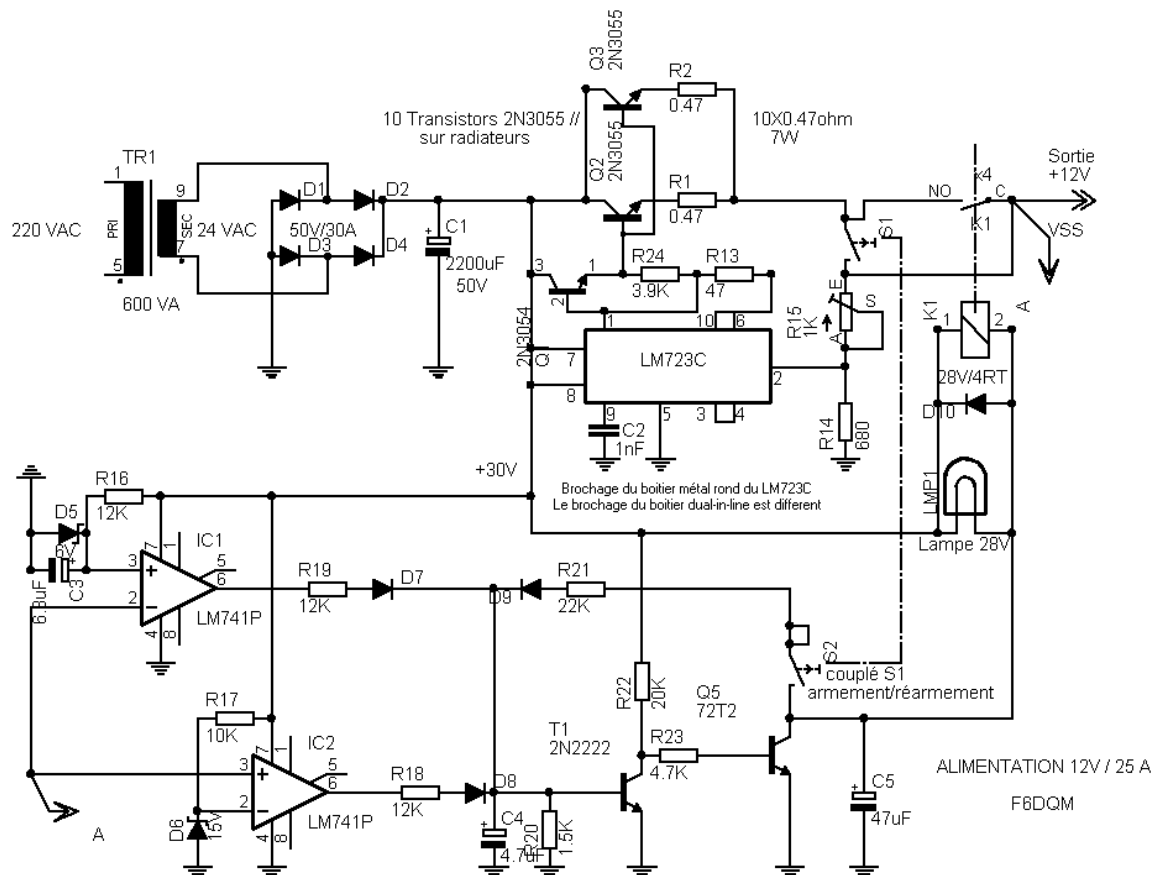 Q3
2N3055
R2
0.47
10 Transistors 2N3055 //
sur radiateurs
10X0.47ohm
7W
Q2
2N3055
R1
0.47
TR1
1
5
PRI
SEC
9
7
220 VAC
24 VAC
600 VA
D1
D2
50V/30A
D3
D4
+
C1
2200uF
50V
Sortie
+12V
NO
k4
C
K1
VSS
S1
3
1
2
R24
3.9K
R13
47
2N3054
Q
1
10
6
7
LM723C
2
8
9
5
3
4
C2
1nF
E
S
R15
1K
A
R14
680
K1
A
1
2
28V/4RT
D10
LMP1
Lampe 28V
+30V
Brochage du boitier métal rond du LM723C
Le brochage du boitier dual-in-line est different
R16
12K
D5
6V
+
C3
6.8uF
IC1
7
1
3
+
5
6
2
-
4
8
LM741P
R19
12K
D7
D9
R21
22K
S2
couplé S1
armement/réarmement
R17
10K
IC2
7
1
3
+
5
6
2
-
4
8
LM741P
D6
15V
A
R18
12K
D8
+
C4
4.7uF
R20
1.5K
T1
2N2222
R22
20K
R23
4.7K
Q5
72T2
+
C5
47uF
ALIMENTATION 12V / 25 A
F6DQM